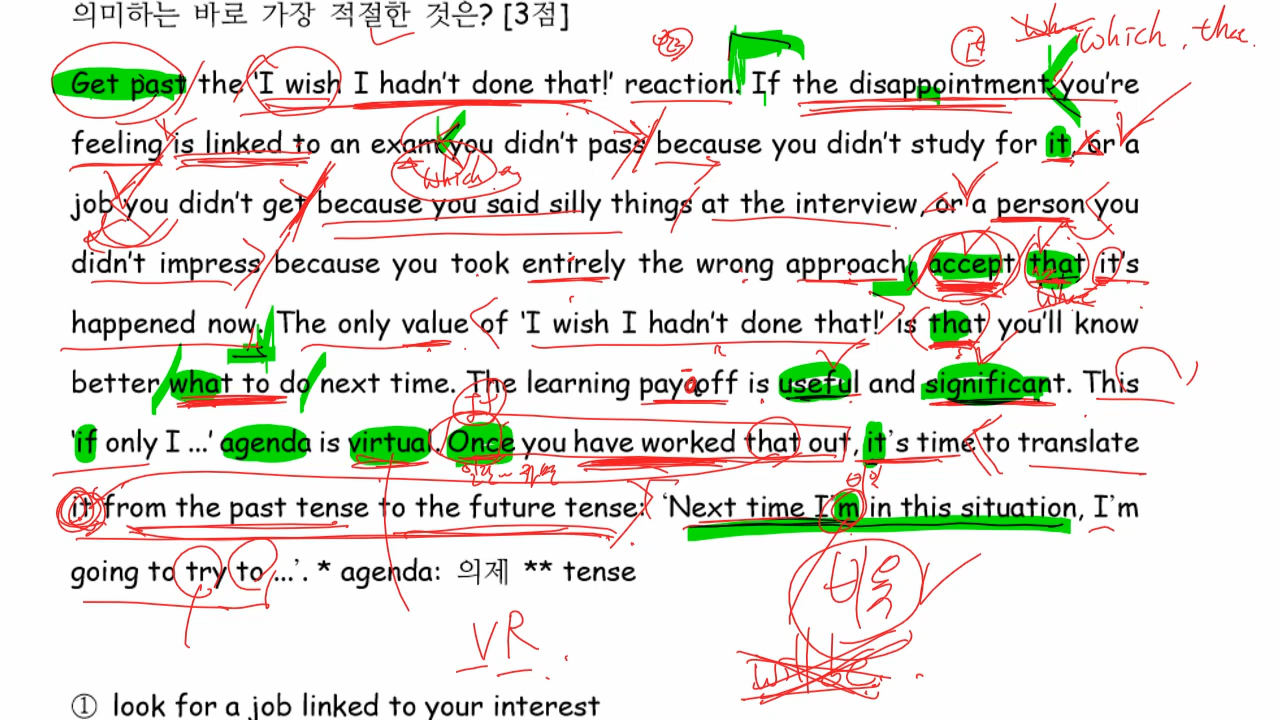 의미하는 바로 가장 적절한 것은? [3점]
which, that
it
Get past the ‘I wish I hadn’t done that!’ reaction. If the disappointment you’re
feeling is linked to an exam you didn’t pass because you didn’t study for it, or a
which
job you didn’t get because you said silly things at the interview, or a person you
didn’t impress because you took entirely the wrong approach, accept that it’s
what
happened now. The only value of ‘I wish I hadn’t done that!’ is that you’ll know
better what to do next time. The learning payoff is useful and significant. This
If
‘if only I ...’ agenda is virtual. Once you have worked that out, it’s time to translate
it from the past tense to the future tense: ‘Next time I’m in this situation, I’m
going to try to ...’. * agenda: 의제 ** tense
VR
will be
① look for a job linked to your interest